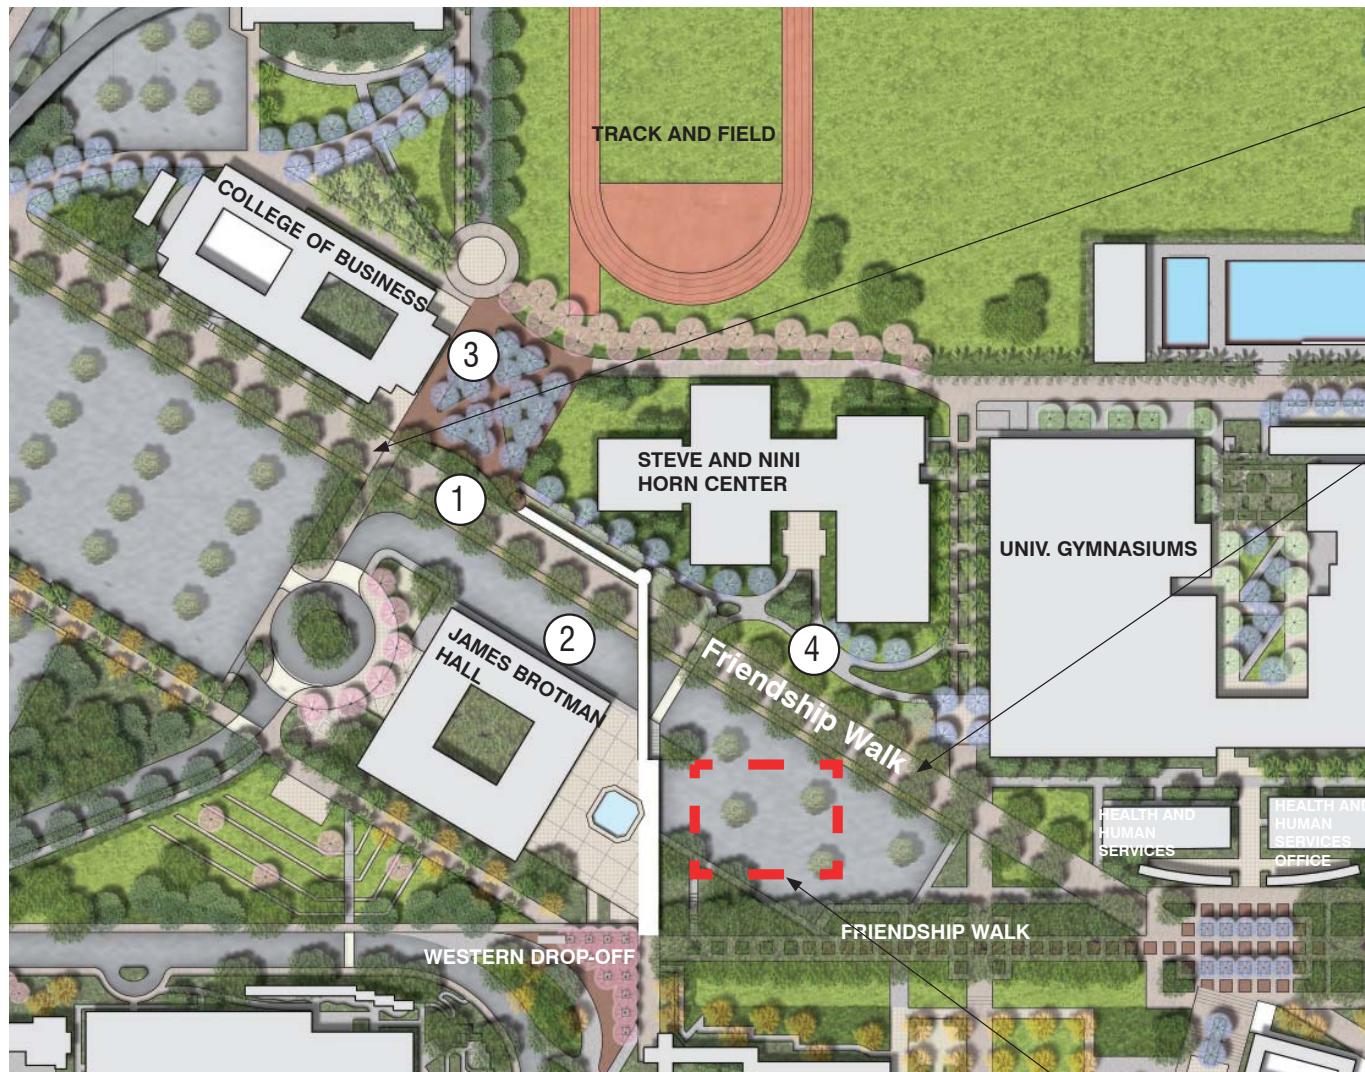 TRACK AND FIELD
COLLEGE OF BUSINESS
3
STEVE AND NINI
HORN CENTER
1
UNIV. GYMNASIUMS
2
4
JAMES BROTMAN
HALL
Friendship Walk
HEALTH AND
HUMAN
SERVICES
HEALTH AND
HUMAN
SERVICES
OFFICE
FRIENDSHIP WALK
WESTERN DROP-OFF